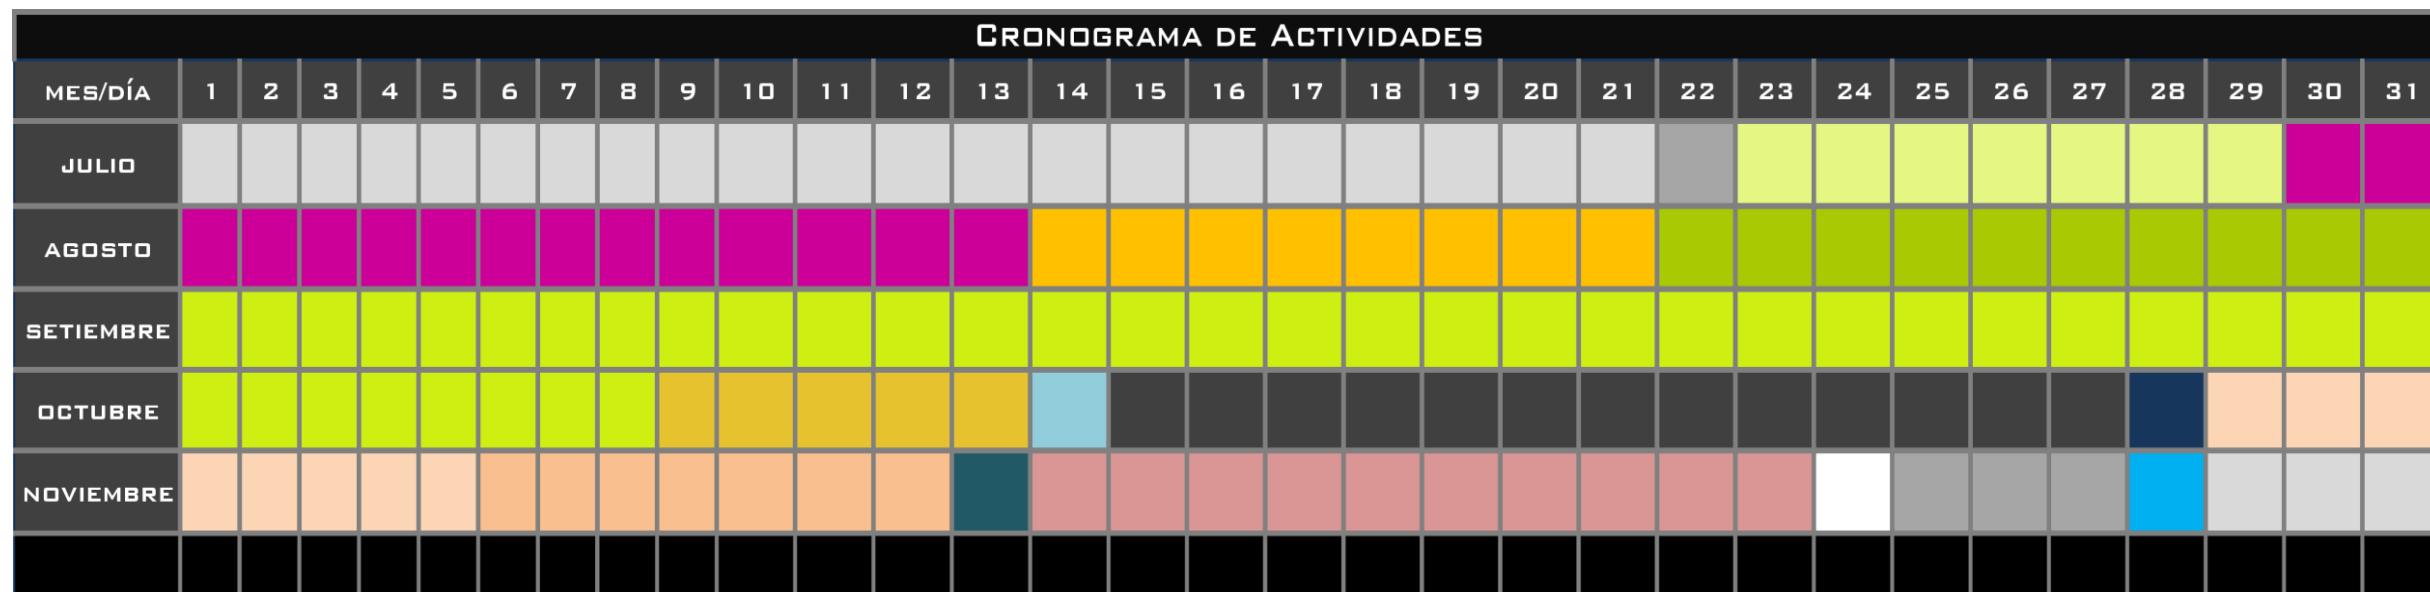 CRONOGRAMA DE ACTIVIDADES
MES/DÍA 1 2 3 4 5 6 7 8 9 10 11 12 13 14 15 16 17 18 19 20 21 22 23 24 25 26 27 28 29 30 31
JULIO
AGOSTO
SETIEMBRE
OCTUBRE
NOVIEMBRE